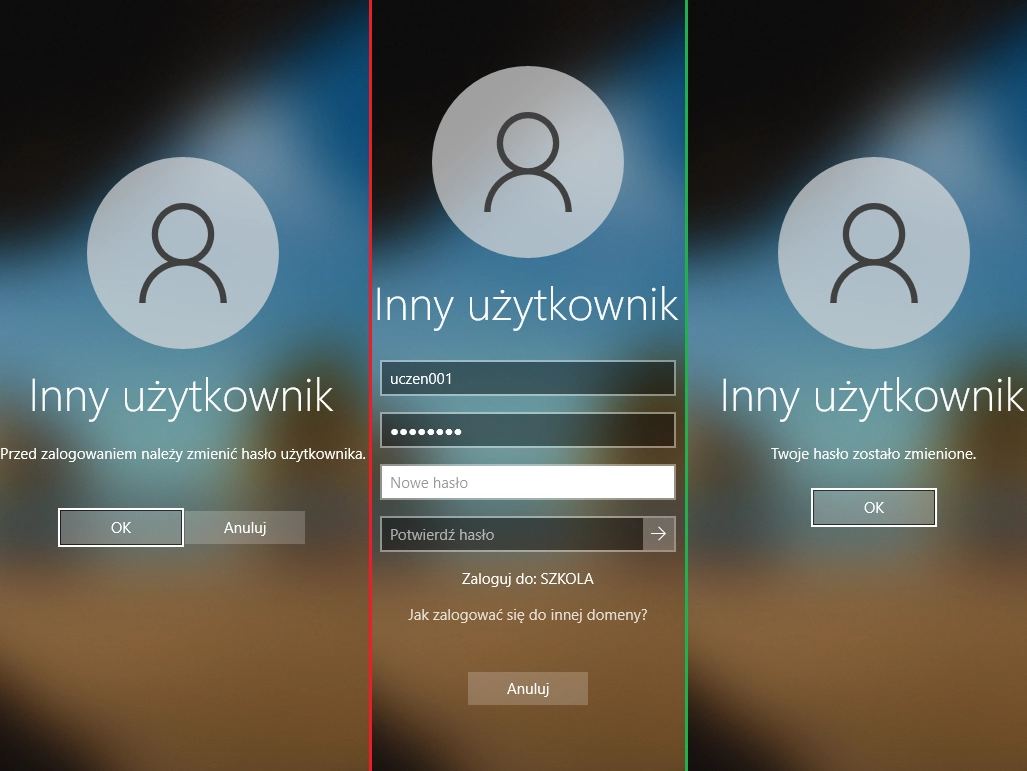 Inny użytkownik
Przed zalogowaniem należy zmienić hasło użytkownika.
OK
Anuluj
Inny użytkownik
uczen001
Nowe hasło
Potwierdź hasło
Zaloguj do: SZKOLA
Jak zalogować się do innej domeny?
Anuluj
Inny użytkownik
Twoje hasło zostało zmienione.
OK